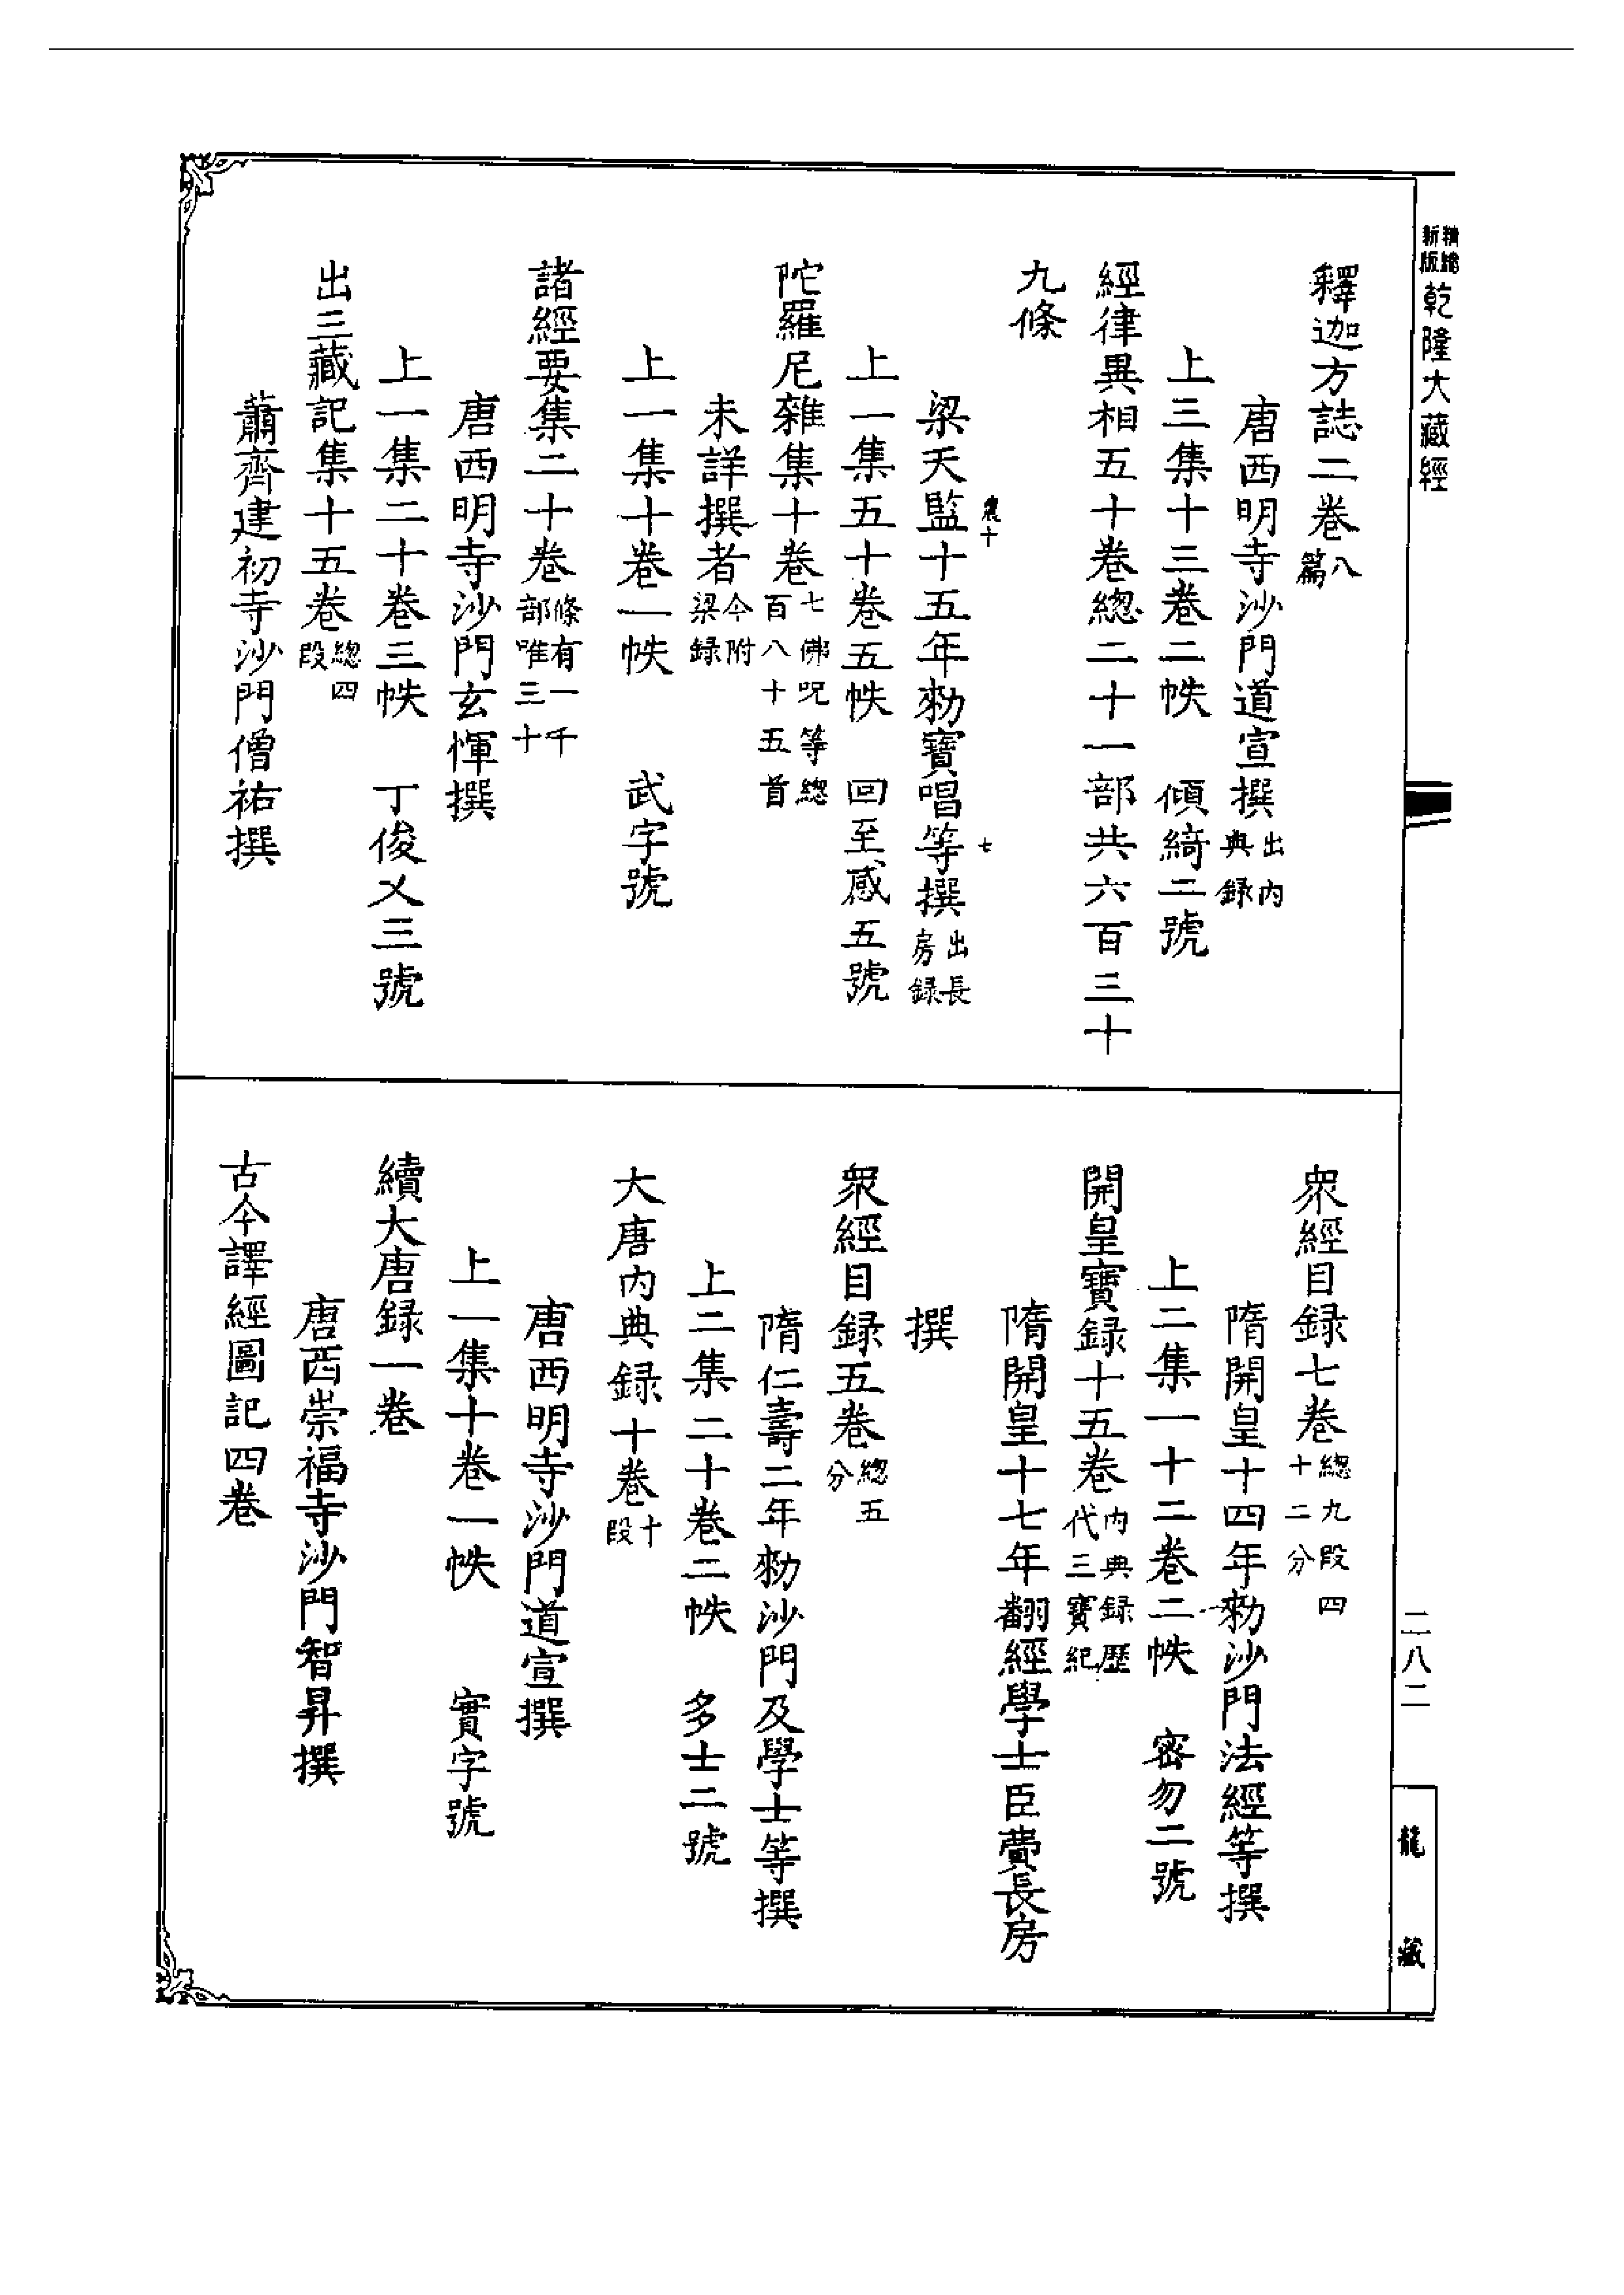 精縮新版乾隆大藏經
釋迦方誌二卷八篇
唐西明寺沙門道宣撰出內典録
上三集十三卷二帙　傾綺二號
經律異相五十卷總二十一部共六百三十
九條
農十　七
梁天監十五年勑寶唱等撰出長房録
上一集五十卷五帙　回至感五號
陀羅尼雜集十卷七佛呪等總百八十五首
未詳撰者今附梁録
上一集十卷一帙　武字號
諸經要集二十卷條有一千部唯三十
唐西明寺沙門玄惲撰
上一集二十卷三帙　丁俊乂三號
出三藏記集十五卷總四段
蕭齊建初寺沙門僧祐撰
衆經目録七卷總九段四十二分
隋開皇十四年勑沙門法經等撰
上二集一十二卷二帙　密勿二號
開皇寶録十五卷内典録歷代三寶紀
隋開皇十七年翻經學士臣費長房
撰
衆經目録五卷總五分
隋仁壽二年勑沙門及學士等撰
上二集二十卷二帙　多士二號
大唐内典録十卷十段
唐西明寺沙門道宣撰
上一集十卷一帙　實字號
續大唐録一卷
唐西崇福寺沙門智昇撰
古今譯經圖記四卷
二八二
龍藏